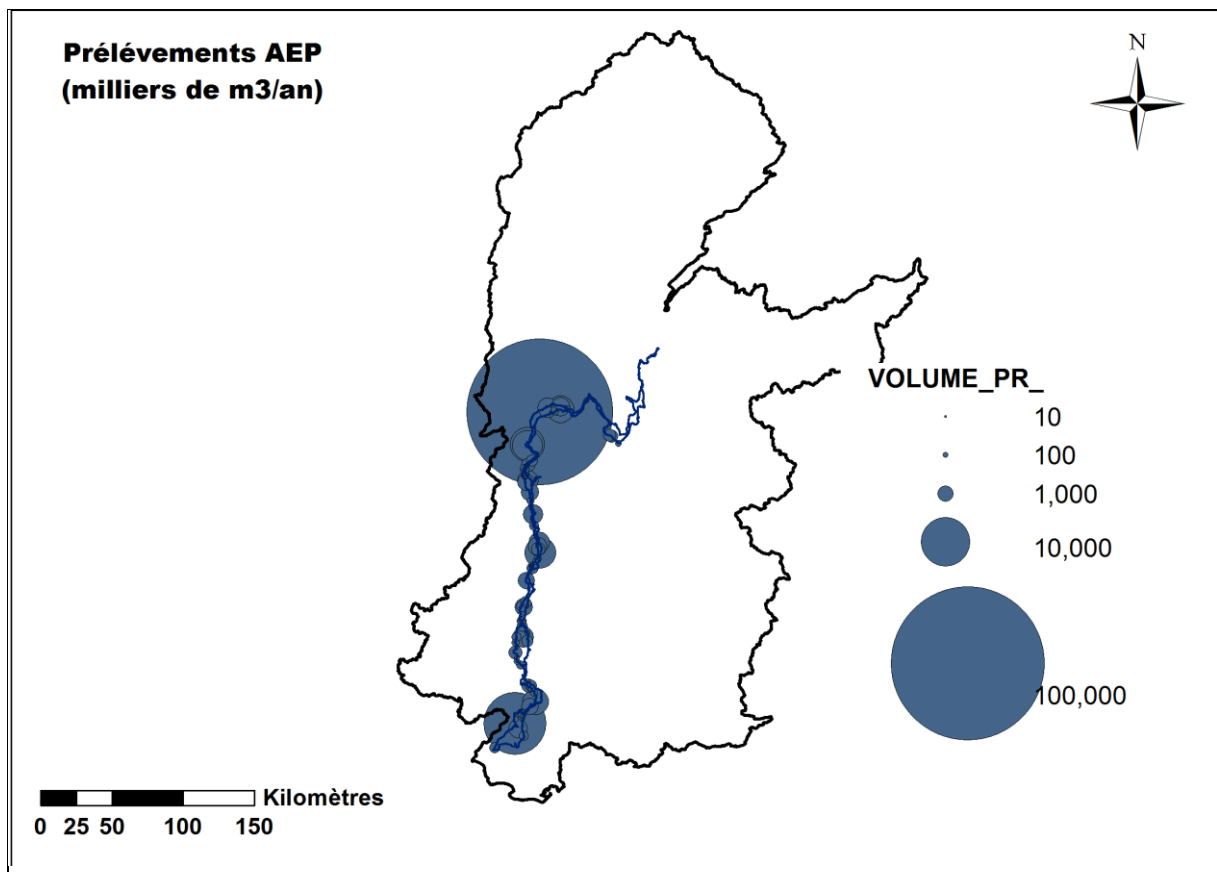 Prélévements AEP
(milliers de m3/an)
N
VOLUME_PR_
10
100
1,000
10,000
100,000
Kilomètres
0 25 50 100 150